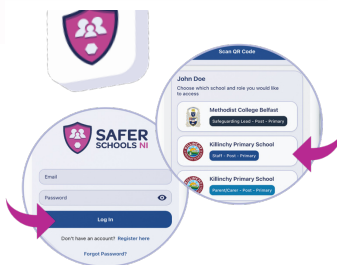 Scan QR Code
John Doe
Choose which school and role you would like
to access
Methodist College Belfast
Safeguarding Lead - Post - Primary
Killinchy Primary School
Staff - Post - Primary
Killinchy Primary School
Parent/Carer - Post - Primary
SAFER
SCHOOLS NI
Email
Password
Log In
Don't have an account? Register here
Forgot Password?